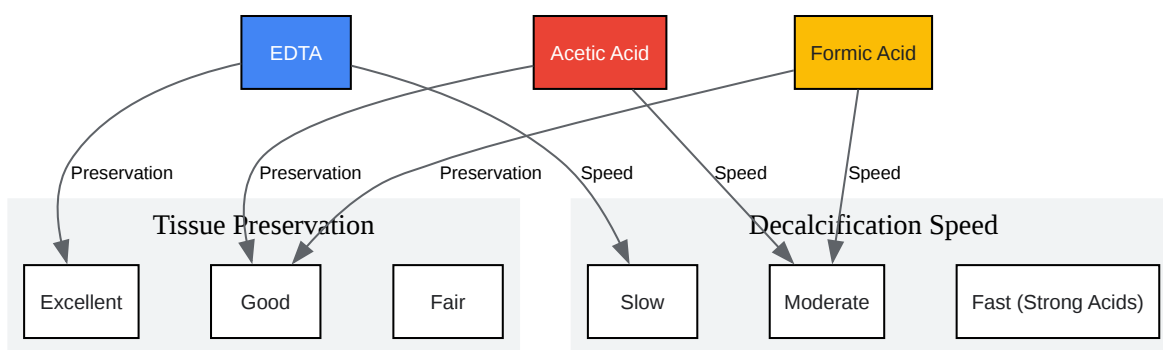 EDTA
Acetic Acid
Formic Acid
Preservation
Preservation
Preservation
Speed
Speed
Speed
Tissue Preservation
Decalcification Speed
Excellent
Good
Fair
Slow
Moderate
Fast (Strong Acids)